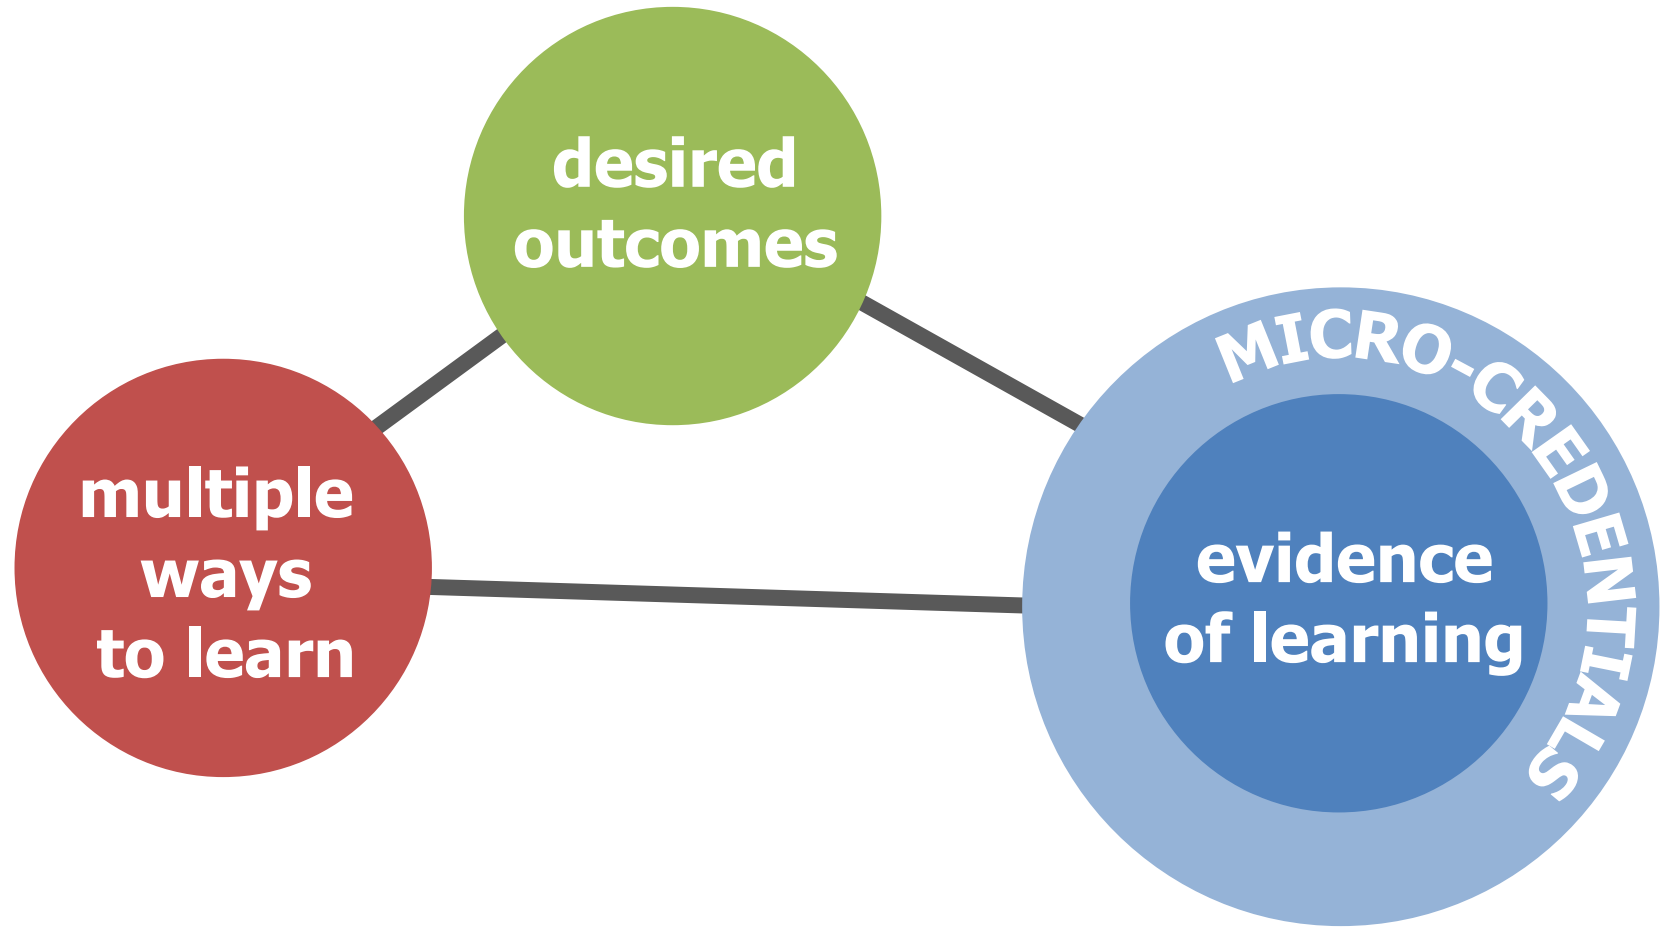 desired
outcomes
multiple
ways
to learn
MICRO-CREDENTIALS
evidence
of learning